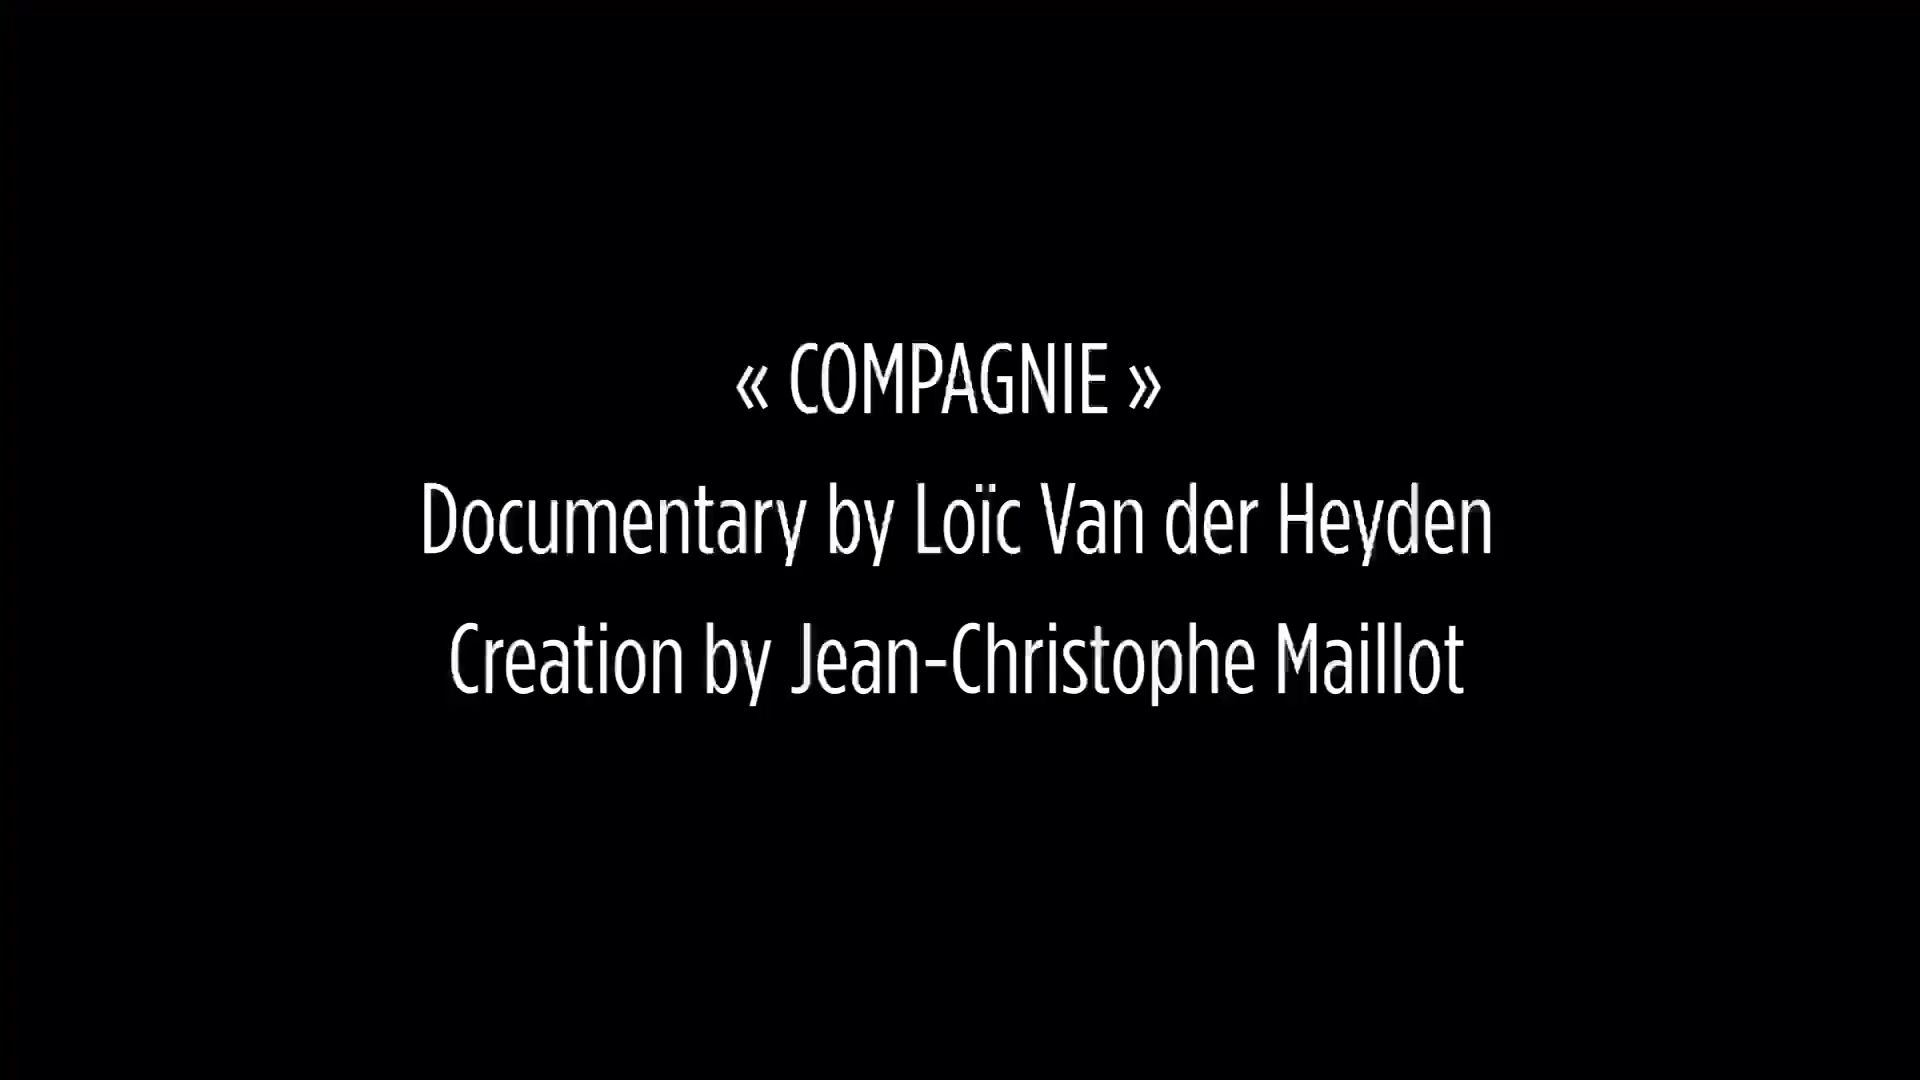 « COMPAGNIE »
Documentary by Loïc Van der Heyden
Creation by Jean-Christophe Maillot